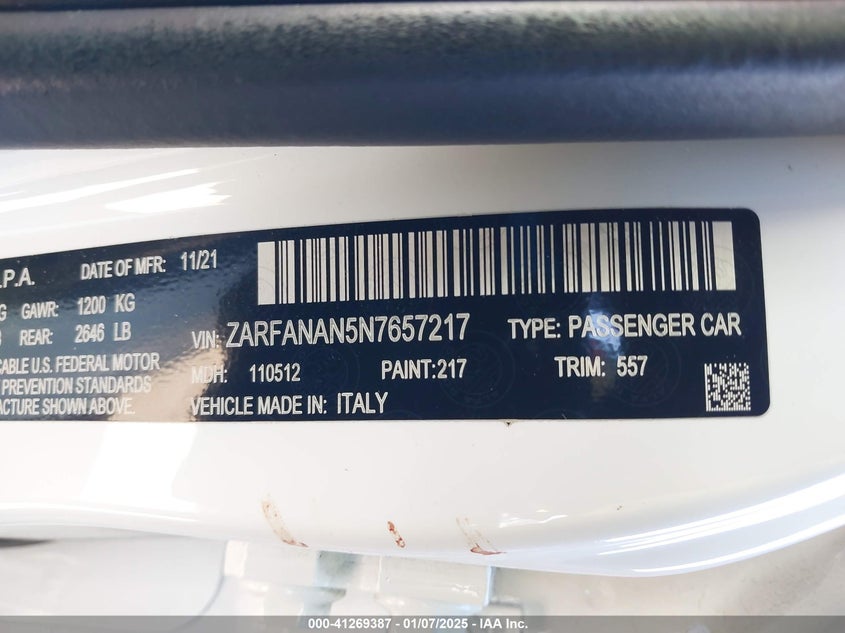 .P.A. DATE OF MFR: 11/21
GAWR: 1200 KG
REAR: 2646 LB
VIN: ZARFANAN5N7657217 TYPE: PASSENGER CAR
CABLE U.S. FEDERAL MOTOR
PREVENTION STANDARDS
ACTURE SHOWN ABOVE.
MDH: 110512 PAINT:217 TRIM: 557
VEHICLE MADE IN: ITALY
000-41269387 - 01/07/2025 - IAA Inc.